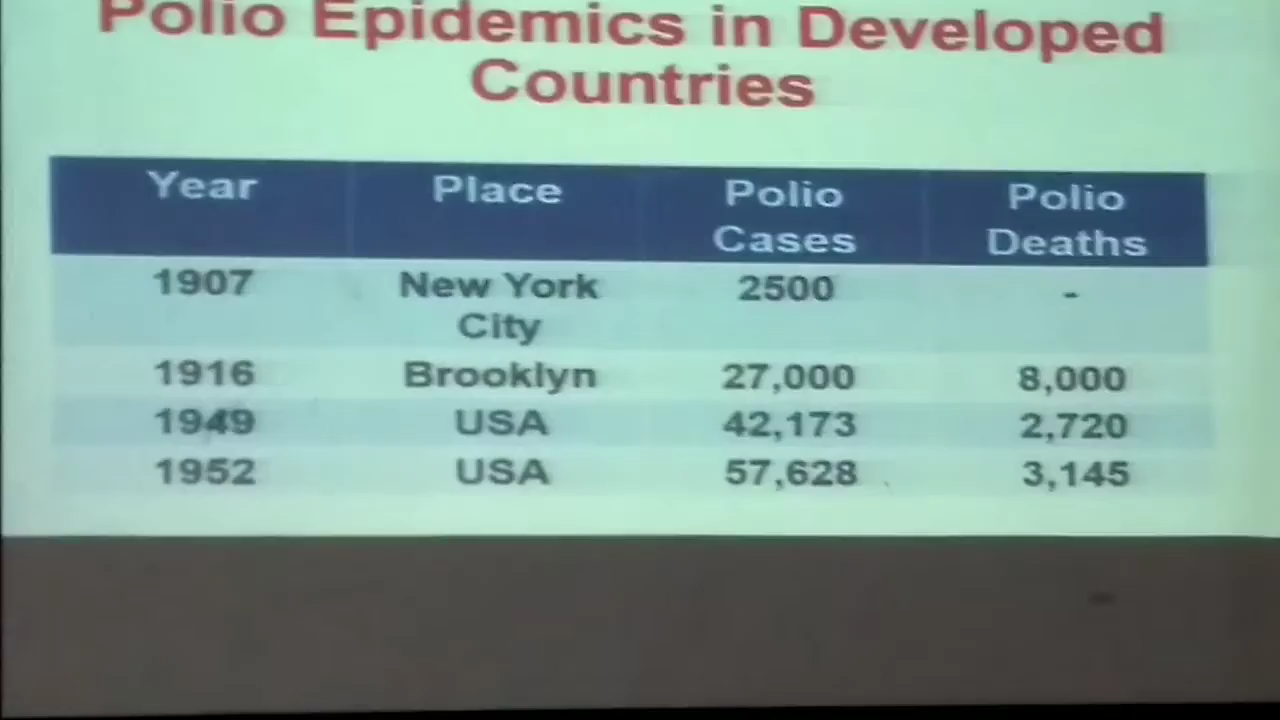 Polio Epidemics in Developed
Countries
Year Place Polio Cases Polio Deaths
1907 New York City 2500 -
1916 Brooklyn 27,000 8,000
1949 USA 42,173 2,720
1952 USA 57,628 3,145